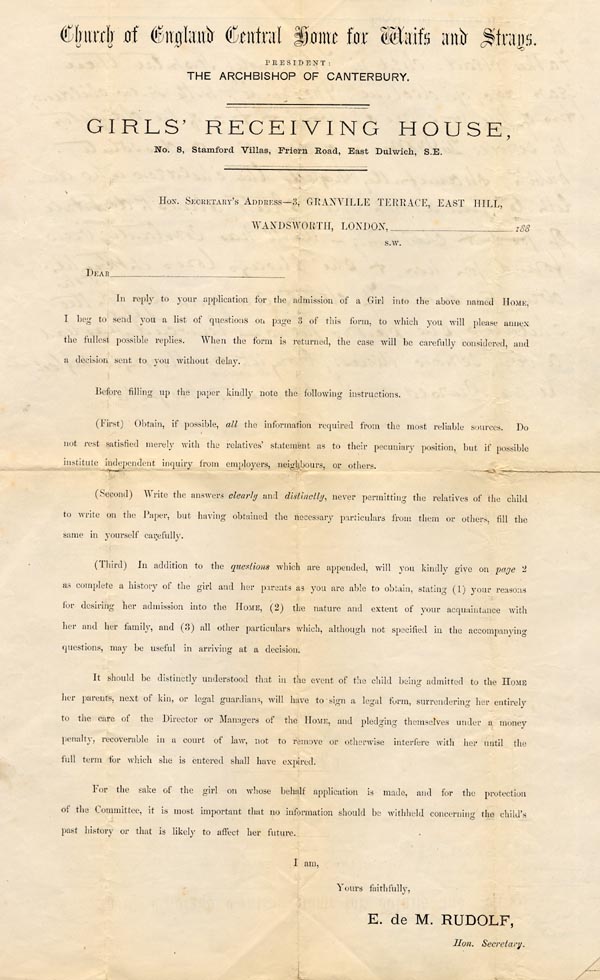 Church of England Central Home for Waifs and Strays.
PRESIDENT:
THE ARCHBISHOP OF CANTERBURY.
GIRLS' RECEIVING HOUSE,
No. 8, Stamford Villas, Friern Road, East Dulwich, S.E.
HON. SECRETARY'S ADDRESS—3, GRANVILLE TERRACE, EAST HILL,
WANDSWORTH, LONDON, 188
S.W.
DEAR
In reply to your application for the admission of a Girl into the above named HOME,
I beg to send you a list of questions on page 3 of this form, to which you will please annex
the fullest possible replies. When the form is returned, the case will be carefully considered, and
a decision sent to you without delay.
Before filling up the paper kindly note the following instructions.
(First) Obtain, if possible, all the information required from the most reliable sources. Do
not rest satisfied merely with the relatives' statement as to their pecuniary position, but if possible
institute independent inquiry from employers, neighbours, or others.
(Second) Write the answers clearly and distinctly, never permitting the relatives of the child
to write on the Paper, but having obtained the necessary particulars from them or others, fill the
same in yourself carefully.
(Third) In addition to the questions which are appended, will you kindly give on page 2
as complete a history of the girl and her parents as you are able to obtain, stating (1) your reasons
for desiring her admission into the HOME, (2) the nature and extent of your acquaintance with
her and her family, and (3) all other particulars which, although not specified in the accompanying
questions, may be useful in arriving at a decision.
It should be distinctly understood that in the event of the child being admitted to the HOME
her parents, next of kin, or legal guardians, will have to sign a legal form, surrendering her entirely
to the care of the Director or Managers of the HOME, and pledging themselves under a money
penalty, recoverable in a court of law, not to remove or otherwise interfere with her until the
full term for which she is entered shall have expired.
For the sake of the girl on whose behalf application is made, and for the protection
of the Committee, it is most important that no information should be withheld concerning the child's
past history or that is likely to affect her future.
I am,
Yours faithfully,
E. de M. RUDOLF,
Hon. Secretary.